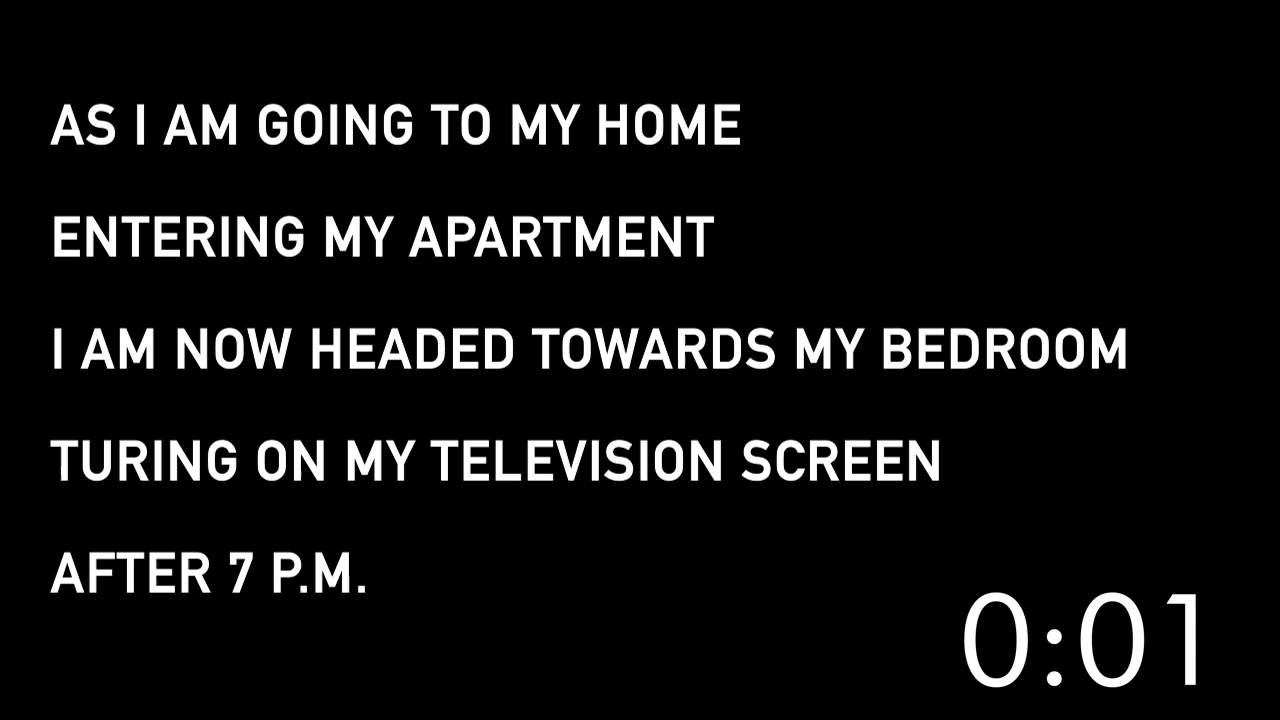 AS I AM GOING TO MY HOME
ENTERING MY APARTMENT
I AM NOW HEADED TOWARDS MY BEDROOM
TURING ON MY TELEVISION SCREEN
AFTER 7 P.M.
0:01